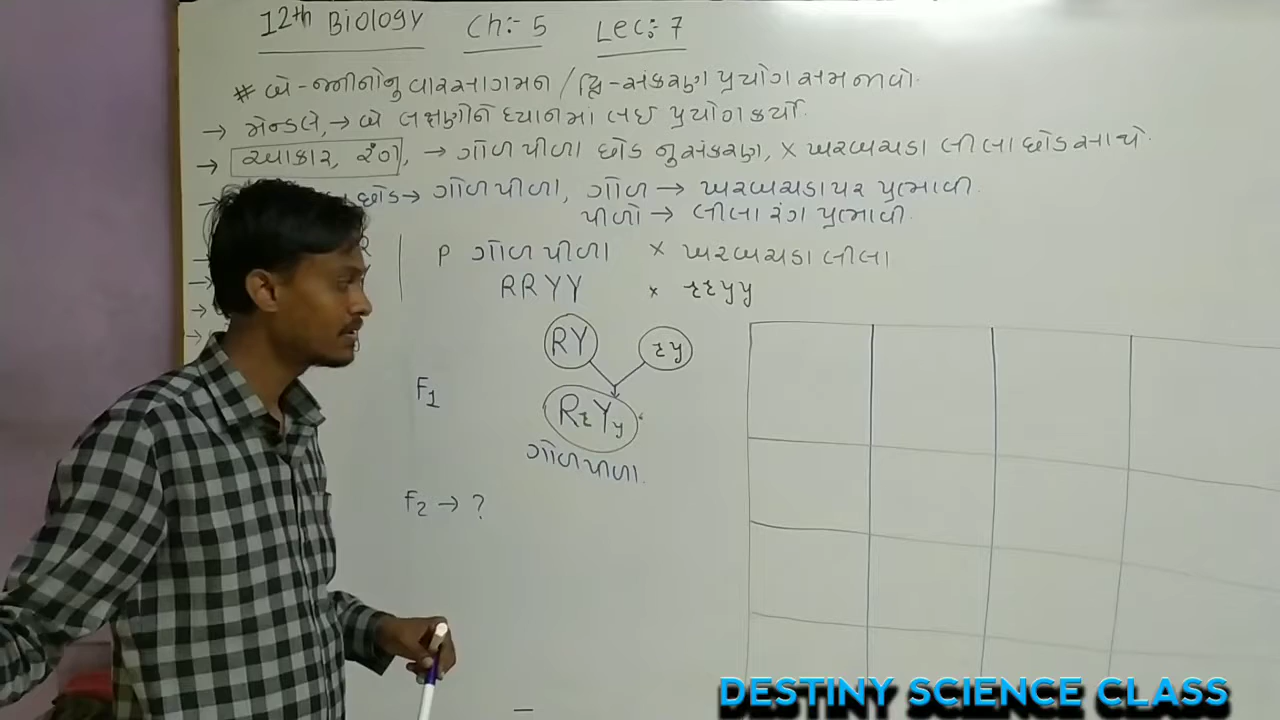 12th Biology Ch:- 5 Lec:- 7
# બે-જનીનોનુ વારસાગમન / દ્વિ-સંકરણ પ્રયોગ સમજાવો.
→ મેન્ડલે, → બે લક્ષણોને ધ્યાનમાં લઈ પ્રયોગ કર્યો.
→ આકાર, રંગ, → ગોળ પીળા છોડ નુ સંકરણ, × ખરબચડા લીલા છોડ સાથે
છોડ → ગોળ પીળા, ગોળ → ખરબચડા પર પ્રભાવી.
પીળો → લીલા રંગ પ્રભાવી.
P ગોળ પીળા × ખરબચડા લીલા
RRYY × rryy
RY ry
F1 RrYy
ગોળ પીળા.
F2 → ?
DESTINY SCIENCE CLASS